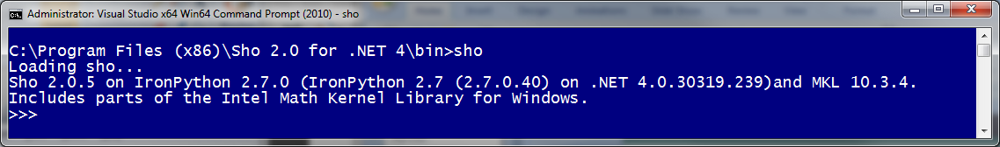 Administrator: Visual Studio x64 Win64 Command Prompt (2010) - sho
C:\Program Files (x86)\Sho 2.0 for .NET 4\bin>sho
Loading sho...
Sho 2.0.5 on IronPython 2.7.0 (IronPython 2.7 (2.7.0.40) on .NET 4.0.30319.239)and MKL 10.3.4.
Includes parts of the Intel Math Kernel Library for Windows.
>>>